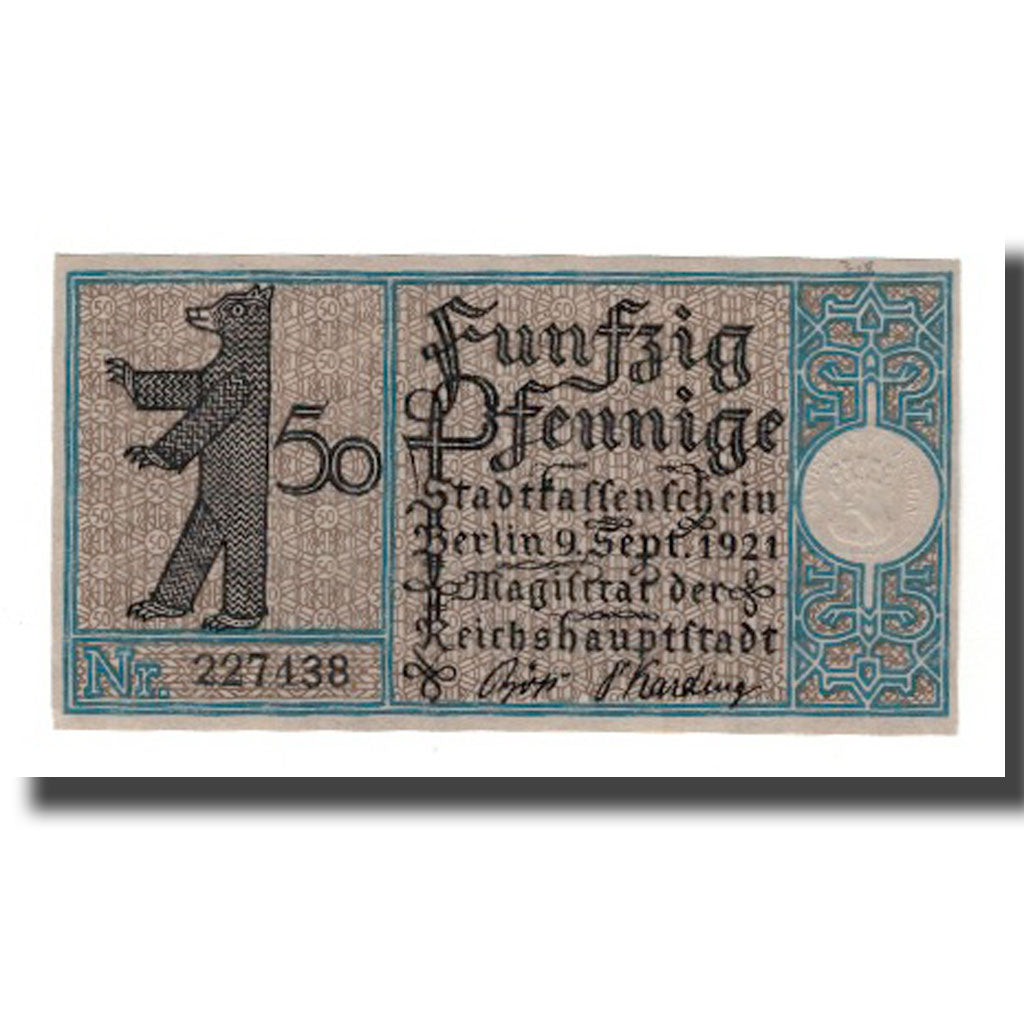 50
Nr. 227438
Funfzig
Pfennige
Stadtkaſſenſchein
Berlin 9. Sept. 1921
Magiſtrat der
Reichshauptſtadt